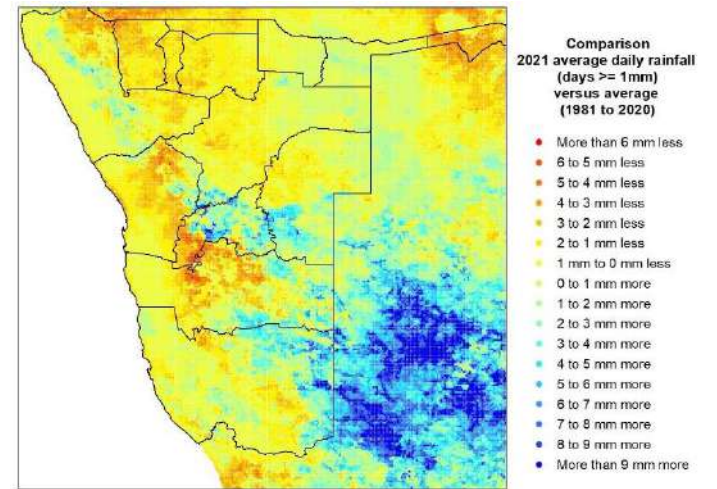 Comparison
2021 average daily rainfall
(days >= 1mm)
versus average
(1981 to 2020)
More than 6 mm less
6 to 5 mm less
5 to 4 mm less
4 to 3 mm less
3 to 2 mm less
2 to 1 mm less
1 mm to 0 mm less
0 to 1 mm more
1 to 2 mm more
2 to 3 mm more
3 to 4 mm more
4 to 5 mm more
5 to 6 mm more
6 to 7 mm more
7 to 8 mm more
8 to 9 mm more
More than 9 mm more